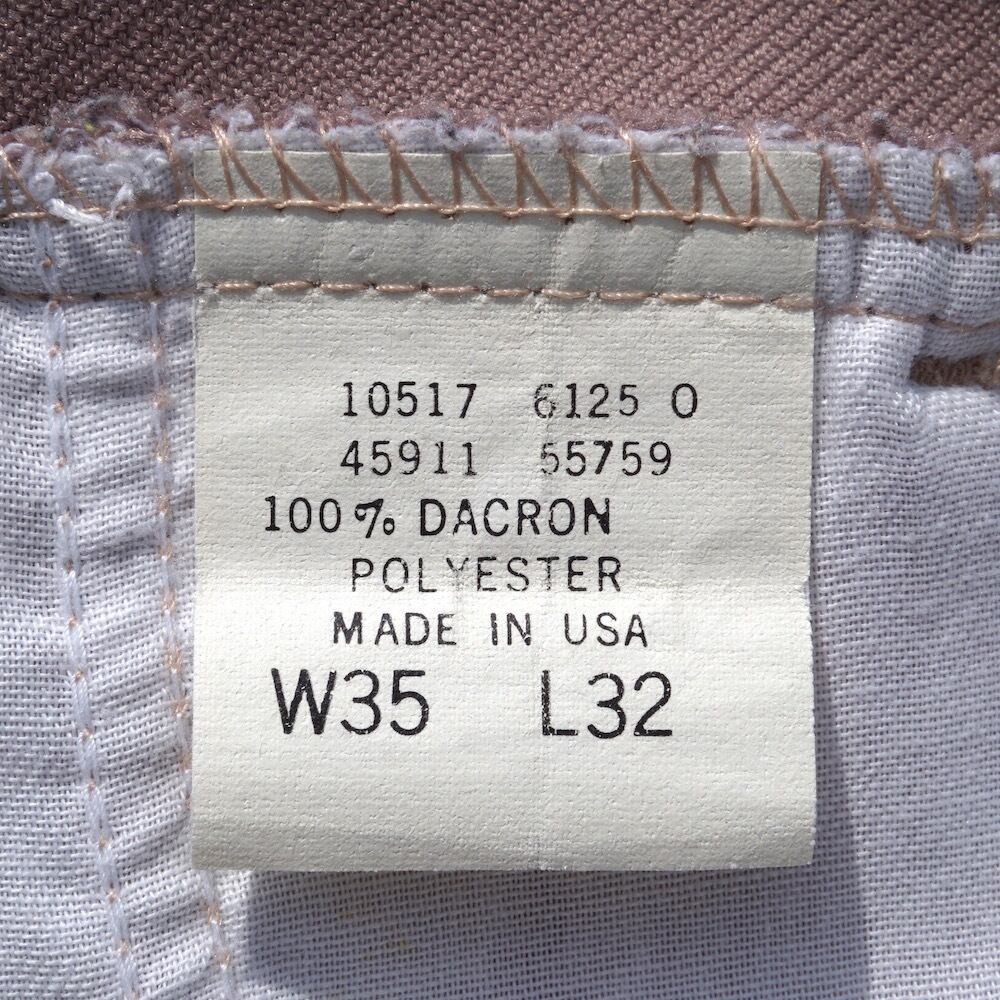 10517 6125 0
45911 55759
100% DACRON
POLYESTER
MADE IN USA
W35 L32